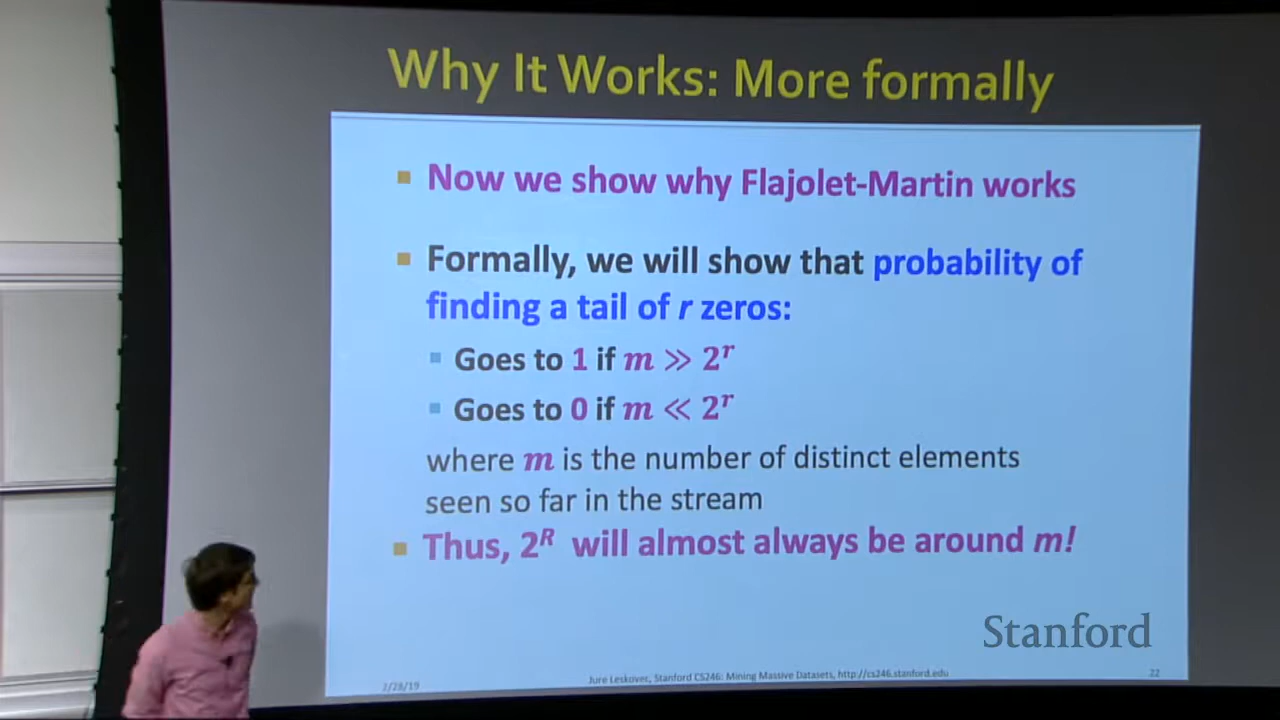 Why It Works: More formally
Now we show why Flajolet-Martin works
Formally, we will show that probability of
finding a tail of r zeros:
Goes to 1 if m ≫ 2^r
Goes to 0 if m ≪ 2^r
where m is the number of distinct elements
seen so far in the stream
Thus, 2^R will almost always be around m!
Stanford
2/28/19
Jure Leskovec, Stanford CS246: Mining Massive Datasets, http://cs246.stanford.edu
22